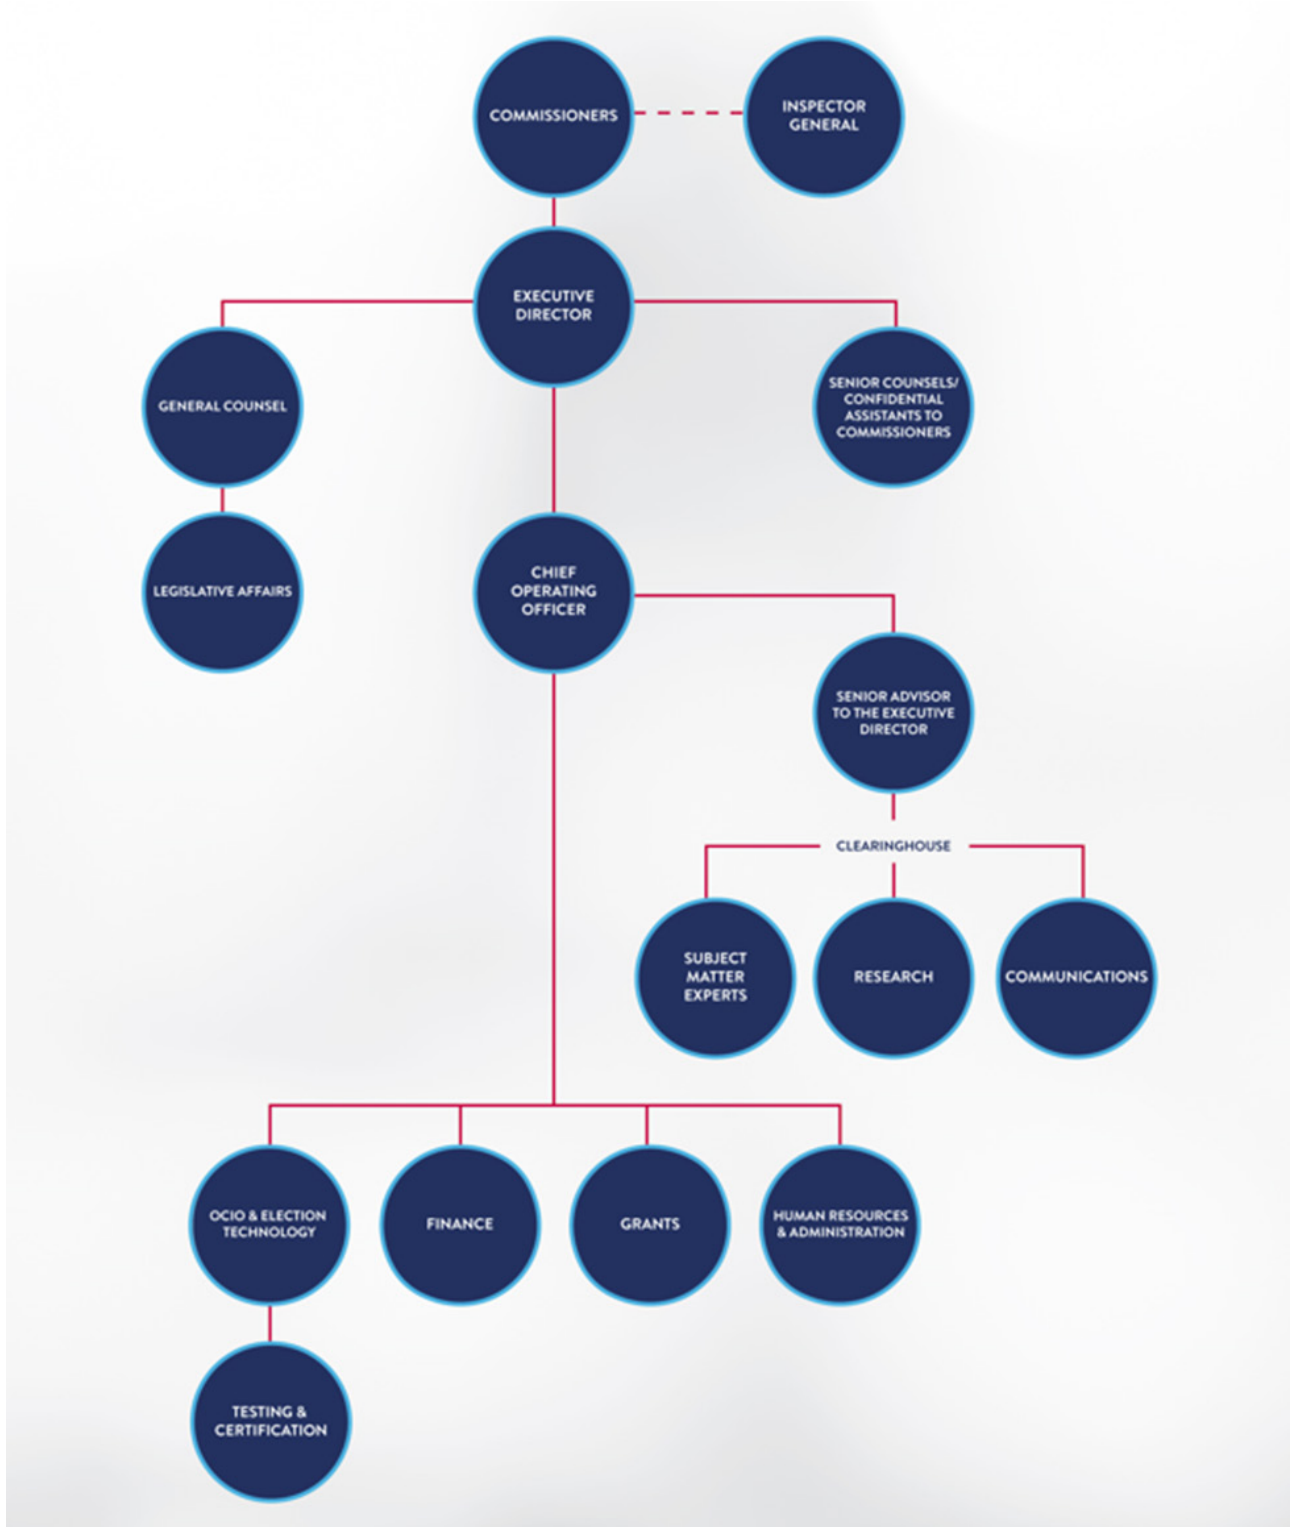 COMMISSIONERS
INSPECTOR
GENERAL
EXECUTIVE
DIRECTOR
GENERAL COUNSEL
SENIOR COUNSELS/
CONFIDENTIAL
ASSISTANTS TO
COMMISSIONERS
LEGISLATIVE AFFAIRS
CHIEF
OPERATING
OFFICER
SENIOR ADVISOR
TO THE EXECUTIVE
DIRECTOR
CLEARINGHOUSE
SUBJECT
MATTER
EXPERTS
RESEARCH
COMMUNICATIONS
OCIO & ELECTION
TECHNOLOGY
FINANCE
GRANTS
HUMAN RESOURCES
& ADMINISTRATION
TESTING &
CERTIFICATION